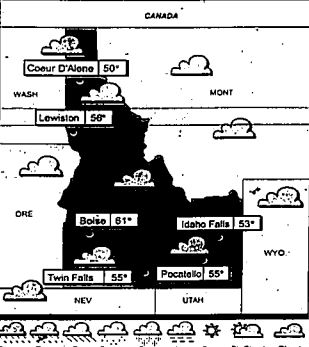 CANADA
Coeur D'Alene 50°
WASH
MONT
Lewiston 56°
ORE
Boise 61°
Idaho Falls 53°
WYO.
Twin Falls 55°
Pocatello 55°
NEV
UTAH